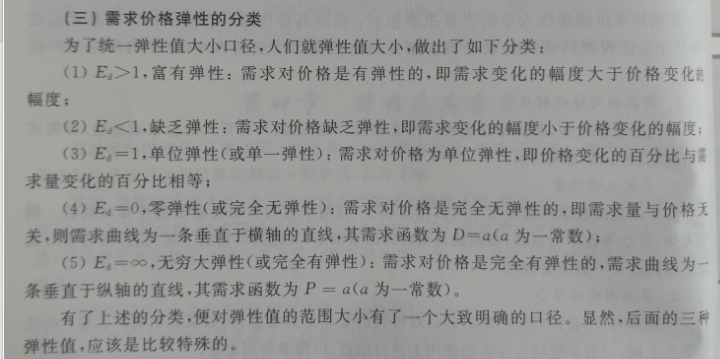 (三) 需求价格弹性的分类
为了统一弹性值大小口径,人们就弹性值大小,做出了如下分类:
(1) Ed>1,富有弹性:需求对价格是有弹性的,即需求变化的幅度大于价格变化的
幅度;
(2) Ed<1,缺乏弹性:需求对价格缺乏弹性,即需求变化的幅度小于价格变化的幅度;
(3) Ed=1,单位弹性(或单一弹性):需求对价格为单位弹性,即价格变化的百分比与需
求量变化的百分比相等;
(4) Ed=0,零弹性(或完全无弹性):需求对价格是完全无弹性的,即需求量与价格无
关,则需求曲线为一条垂直于横轴的直线,其需求函数为 D=a(a 为一常数);
(5) Ed=∞,无穷大弹性(或完全有弹性):需求对价格是完全有弹性的,需求曲线为一
条垂直于纵轴的直线,其需求函数为 P = a(a 为一常数)。
有了上述的分类,便对弹性值的范围大小有了一个大致明确的口径。显然,后面的三种
弹性值,应该是比较特殊的。